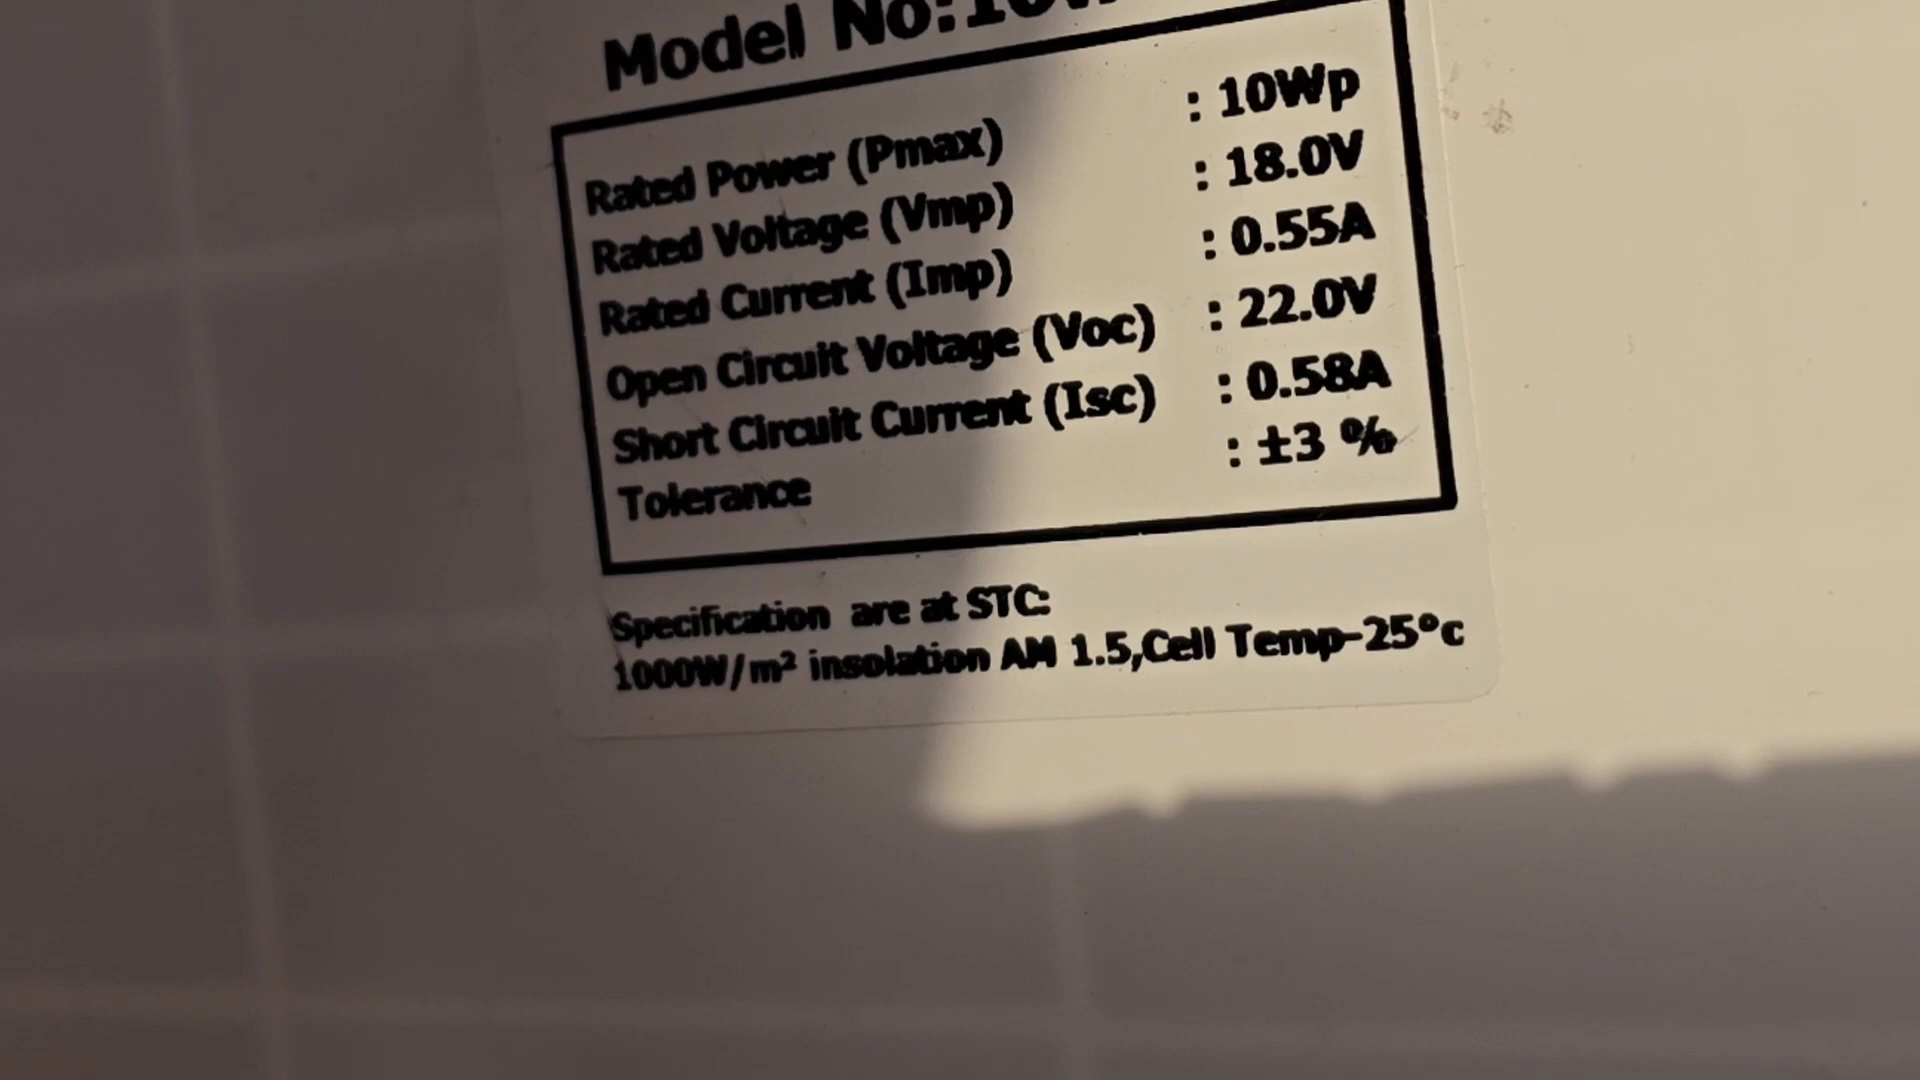 Model No:10
Rated Power (Pmax) : 10Wp
Rated Voltage (Vmp) : 18.0V
Rated Current (Imp) : 0.55A
Open Circuit Voltage (Voc) : 22.0V
Short Circuit Current (Isc) : 0.58A
Tolerance : ±3 %
Specification are at STC:
1000W/m² insolation AM 1.5,Cell Temp-25°c